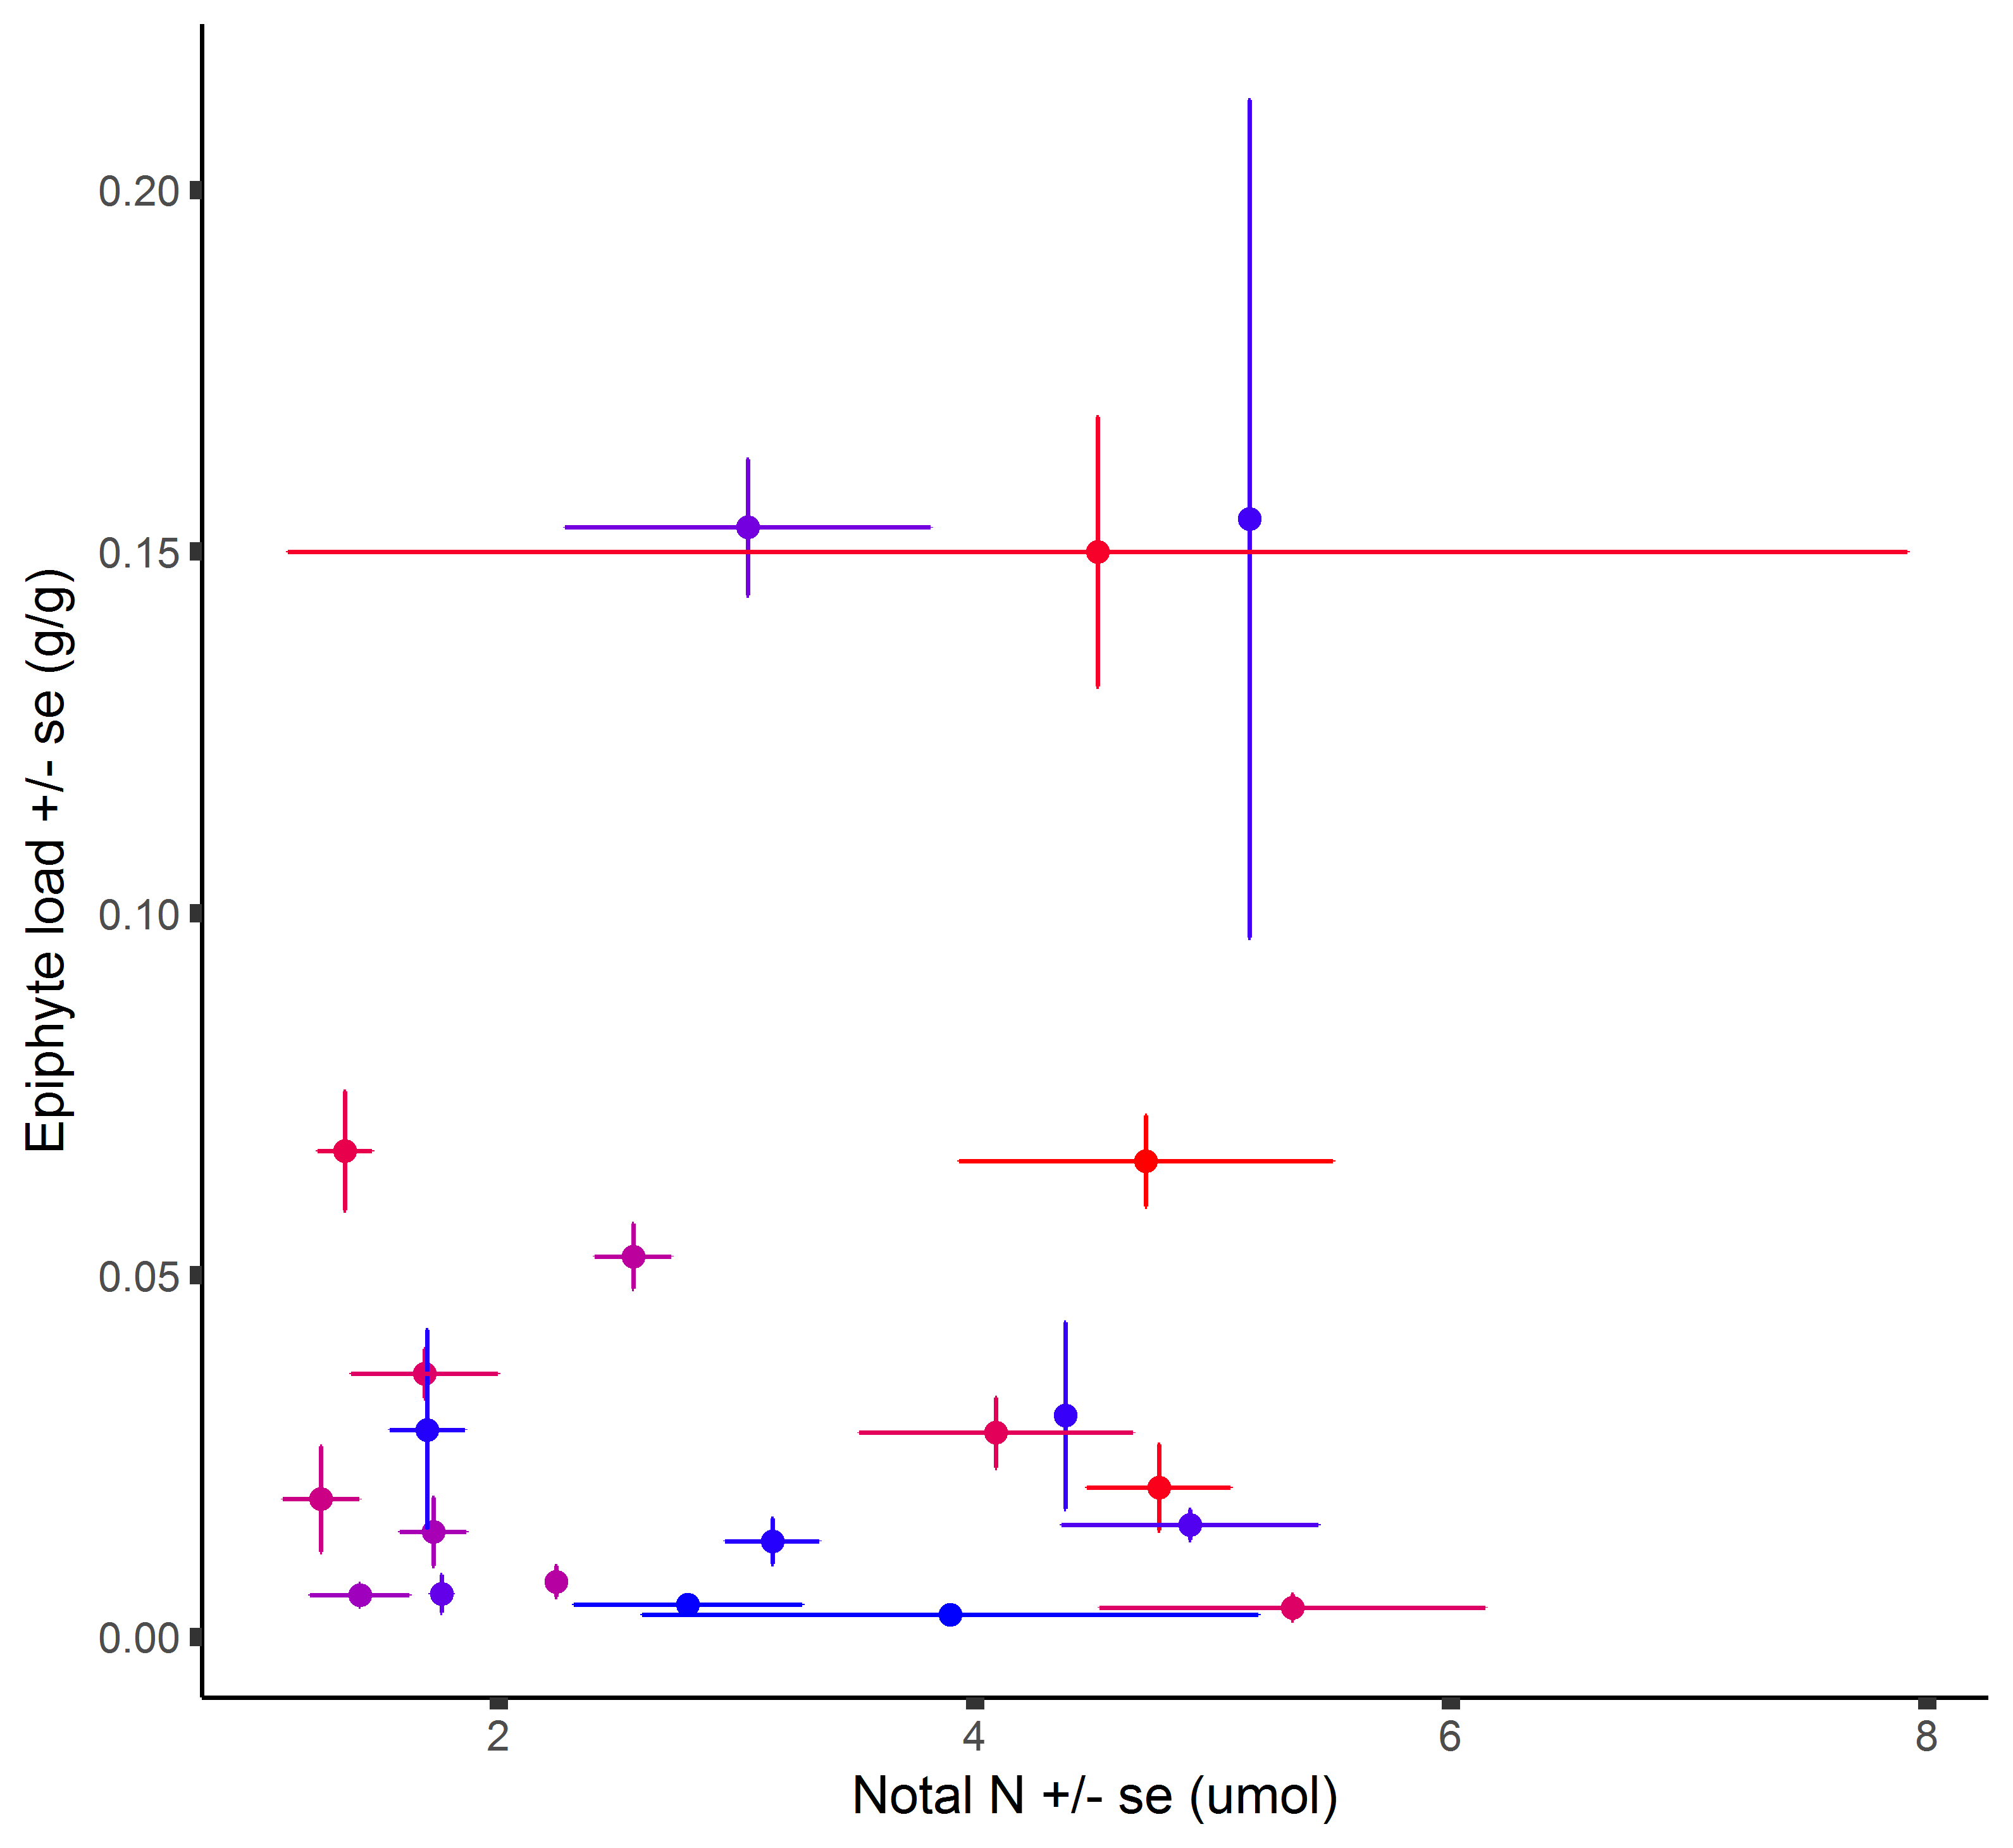 Epiphyte load +/- se (g/g)
0.20
0.15
0.10
0.05
0.00
2 4 6 8
Notal N +/- se (umol)